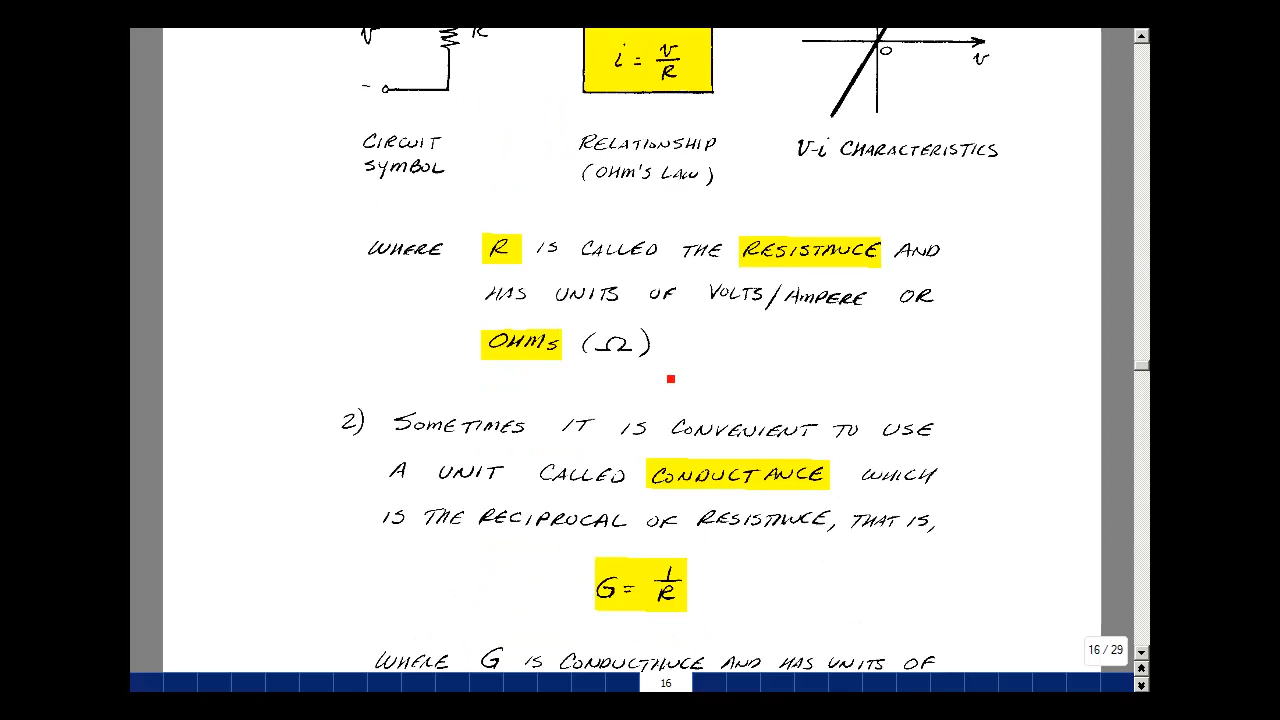 V
R
i = v/R
O
v
-
CIRCUIT
SYMBOL
RELATIONSHIP
(OHM'S LAW)
V-i CHARACTERISTICS
WHERE R IS CALLED THE RESISTANCE AND
HAS UNITS OF VOLTS/AMPERE OR
OHMS (Ω)
2) SOMETIMES IT IS CONVENIENT TO USE
A UNIT CALLED CONDUCTANCE WHICH
IS THE RECIPROCAL OF RESISTANCE, THAT IS,
G = 1/R
WHERE G IS CONDUCTANCE AND HAS UNITS OF
16 / 29
16